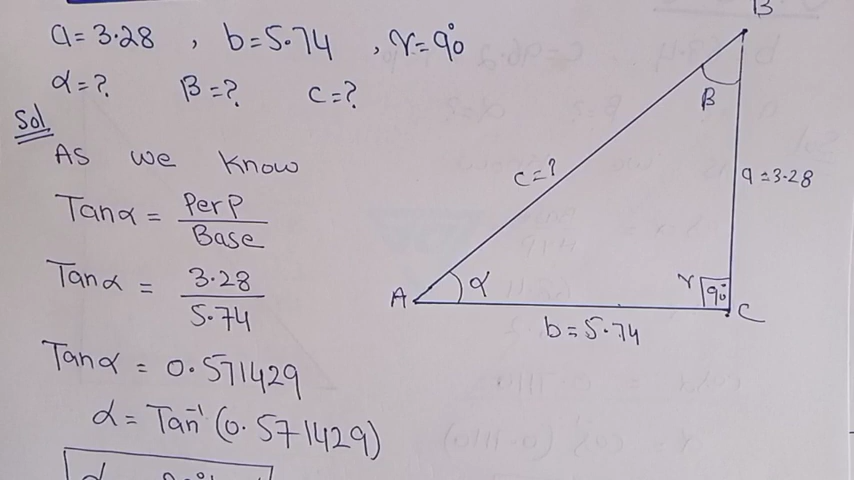 a = 3.28 , b = 5.74 , γ = 90°
α = ? β = ? c = ?
Sol
As we know
Tanα = PerP / Base
Tanα = 3.28 / 5.74
Tanα = 0.571429
α = Tan⁻¹ (0.571429)
B
β
c = ?
a = 3.28
A
α
γ
90°
C
b = 5.74